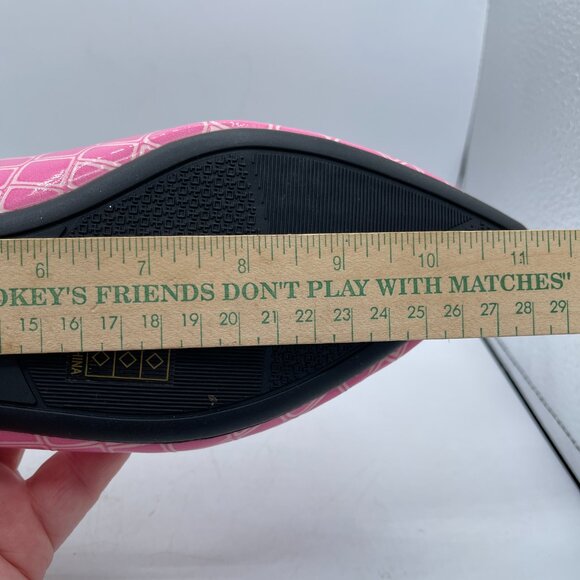 6 7 8 9 10 11
OKEY'S FRIENDS DON'T PLAY WITH MATCHES"
15 16 17 18 19 20 21 22 23 24 25 26 27 28 29
INA